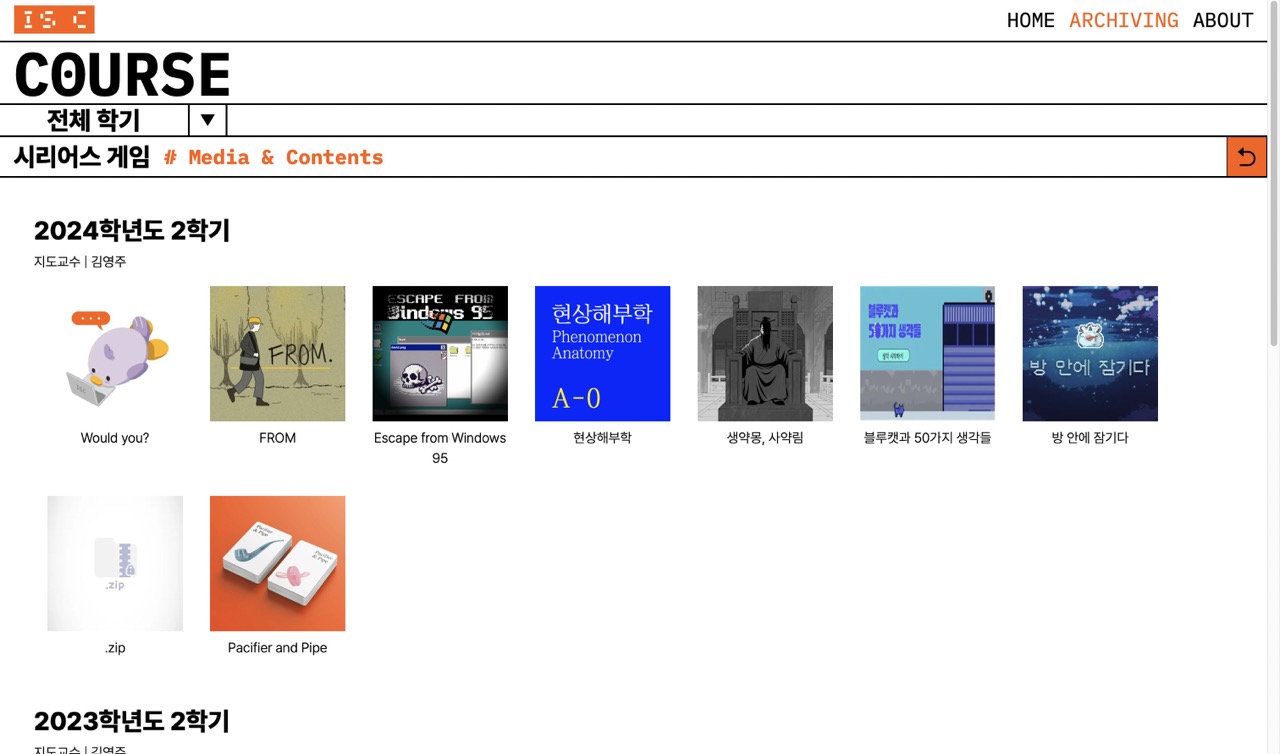 IS C
HOME ARCHIVING ABOUT
COURSE
전체 학기 ▼
시리어스 게임 # Media & Contents
2024학년도 2학기
지도교수 | 김영주
FROM.
ESCAPE FROM
Windows 95
현상해부학
Phenomenon
Anatomy
A-0
블루캣과
50가지 생각들
방 안에 잠기다
Would you?
FROM
Escape from Windows
95
현상해부학
생약몽, 사약림
블루캣과 50가지 생각들
방 안에 잠기다
.zip
Pacifier
& Pipe
Pacifier
& Pipe
.zip
Pacifier and Pipe
2023학년도 2학기
지도교수 | 김영주